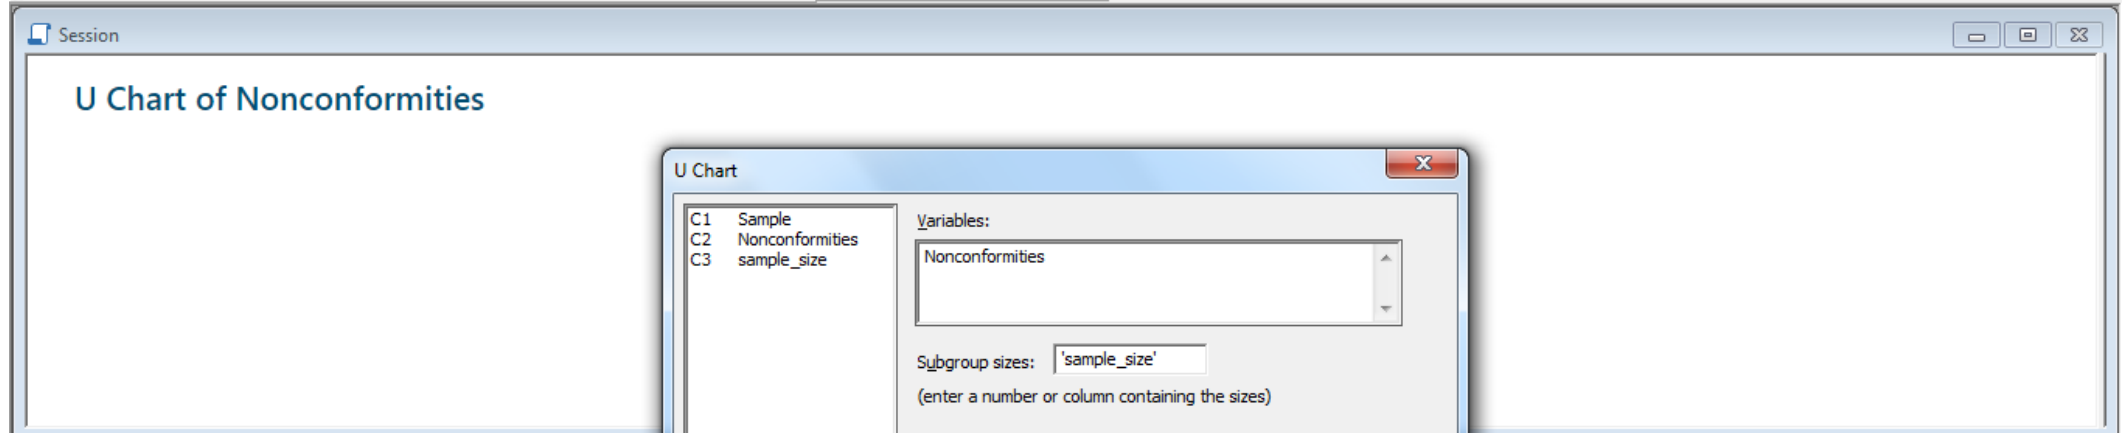 Session
U Chart of Nonconformities
U Chart
C1 Sample
C2 Nonconformities
C3 sample_size
Variables:
Nonconformities
Subgroup sizes: 'sample_size'
(enter a number or column containing the sizes)